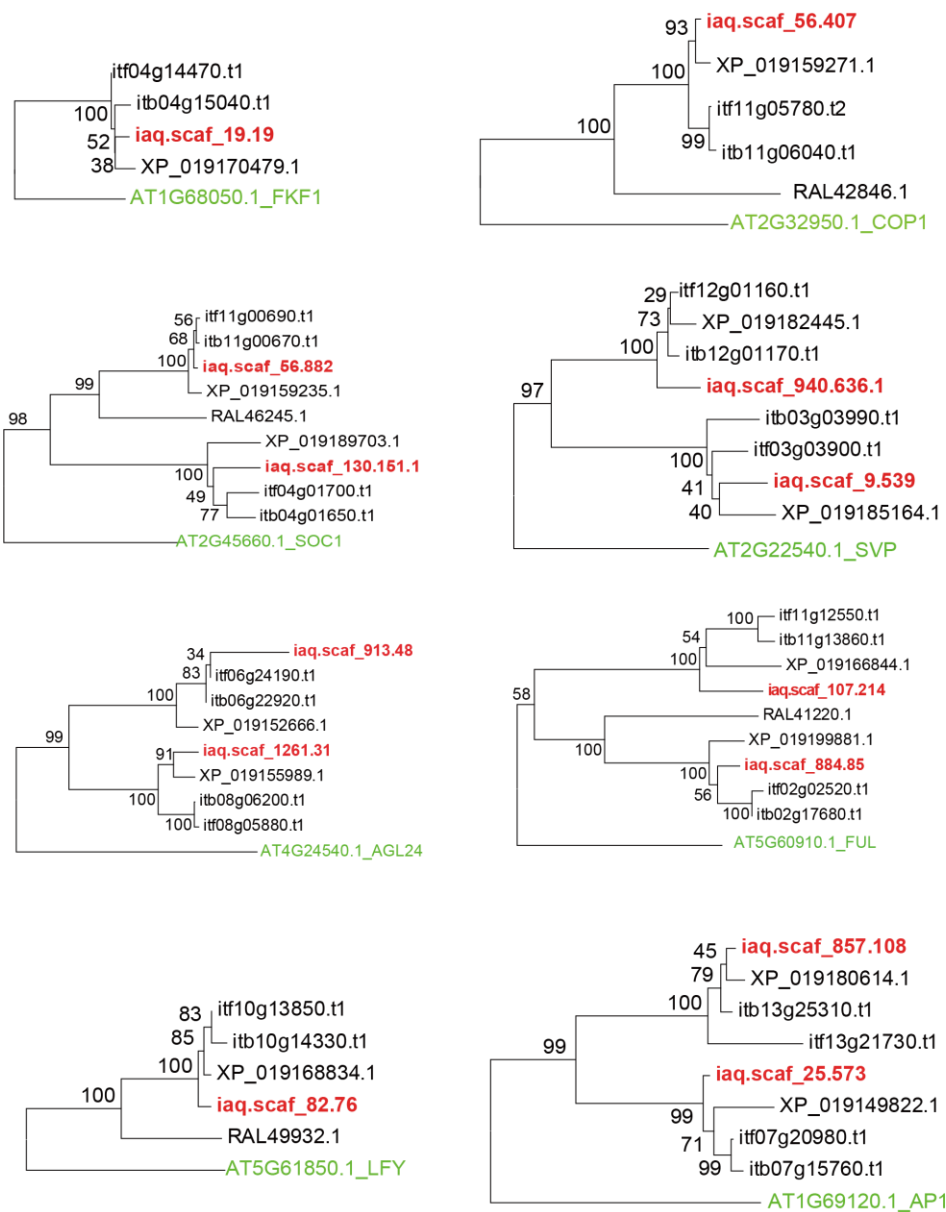 itf04g14470.t1
itb04g15040.t1
100
iaq.scaf_19.19
52
XP_019170479.1
38
AT1G68050.1_FKF1
iaq.scaf_56.407
93
XP_019159271.1
100
itf11g05780.t2
100
99
itb11g06040.t1
RAL42846.1
AT2G32950.1_COP1
itf11g00690.t1
56
itb11g00670.t1
68
iaq.scaf_56.882
100
XP_019159235.1
99
RAL46245.1
98
XP_019189703.1
iaq.scaf_130.151.1
100
itf04g01700.t1
49
itb04g01650.t1
77
AT2G45660.1_SOC1
itf12g01160.t1
29
XP_019182445.1
73
itb12g01170.t1
100
iaq.scaf_940.636.1
97
itb03g03990.t1
itf03g03900.t1
100
iaq.scaf_9.539
41
XP_019185164.1
40
AT2G22540.1_SVP
iaq.scaf_913.48
34
itf06g24190.t1
83
itb06g22920.t1
100
XP_019152666.1
99
iaq.scaf_1261.31
91
XP_019155989.1
100
itb08g06200.t1
100
itf08g05880.t1
AT4G24540.1_AGL24
itf11g12550.t1
100
itb11g13860.t1
54
XP_019166844.1
100
iaq.scaf_107.214
58
RAL41220.1
100
XP_019199881.1
iaq.scaf_884.85
100
itf02g02520.t1
56
itb02g17680.t1
100
AT5G60910.1_FUL
itf10g13850.t1
83
itb10g14330.t1
85
XP_019168834.1
100
iaq.scaf_82.76
100
RAL49932.1
AT5G61850.1_LFY
iaq.scaf_857.108
45
XP_019180614.1
79
itb13g25310.t1
100
itf13g21730.t1
99
iaq.scaf_25.573
99
XP_019149822.1
71
itf07g20980.t1
99
itb07g15760.t1
AT1G69120.1_AP1